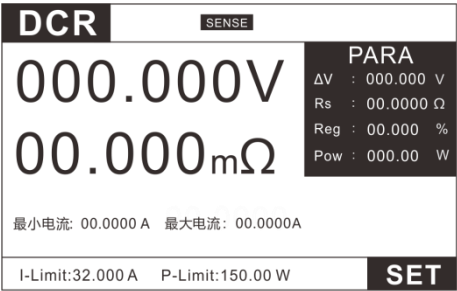 DCR SENSE
000.000V
00.000mΩ
PARA
ΔV : 000.000 V
Rs : 00.0000 Ω
Reg : 00.000 %
Pow : 000.00 W
最小电流: 00.0000 A 最大电流: 00.0000A
I-Limit:32.000 A P-Limit:150.00 W SET